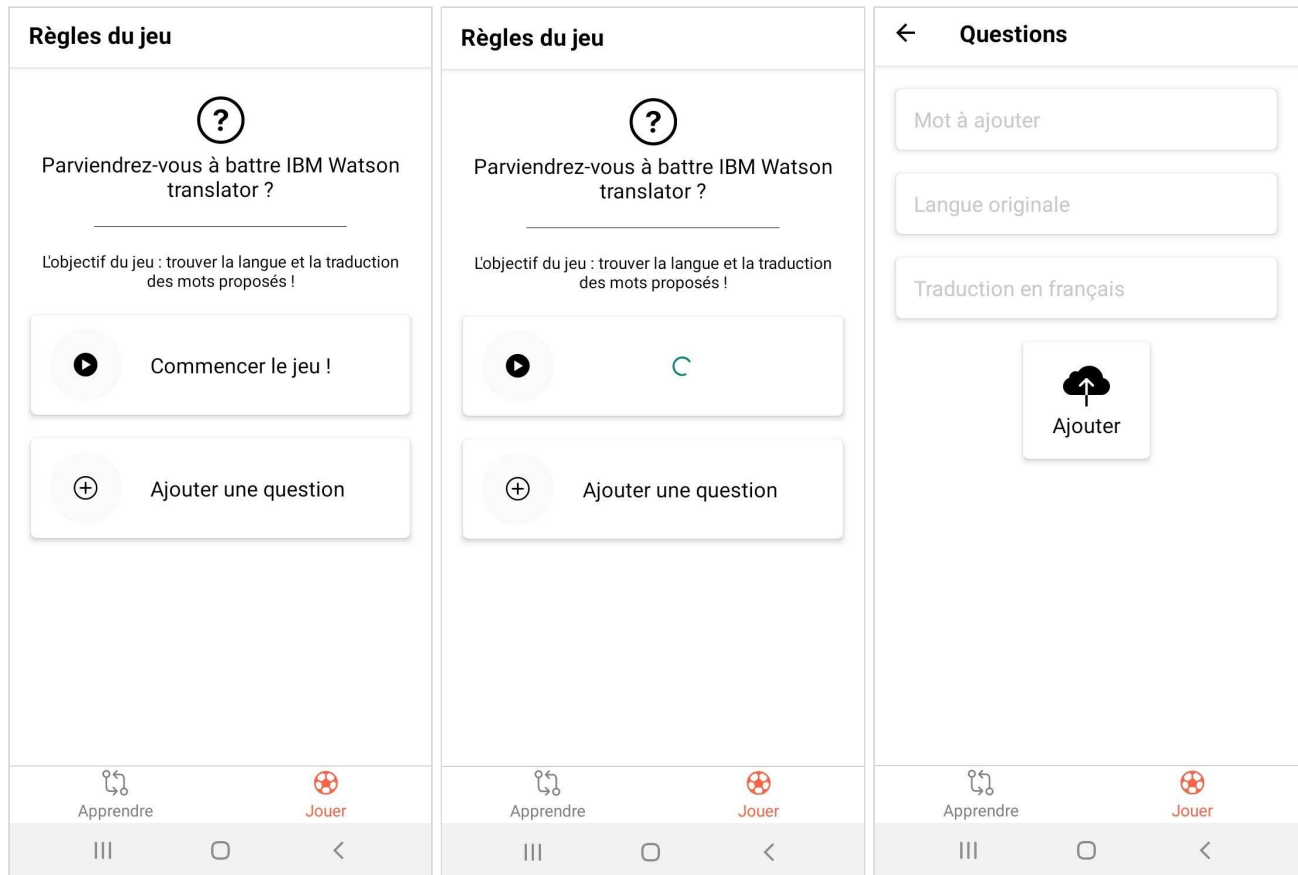 Règles du jeu
?
Parviendrez-vous à battre IBM Watson
translator ?
L'objectif du jeu : trouver la langue et la traduction
des mots proposés !
Commencer le jeu !
Ajouter une question
Apprendre
Jouer
Règles du jeu
?
Parviendrez-vous à battre IBM Watson
translator ?
L'objectif du jeu : trouver la langue et la traduction
des mots proposés !
Ajouter une question
Apprendre
Jouer
Questions
Mot à ajouter
Langue originale
Traduction en français
Ajouter
Apprendre
Jouer